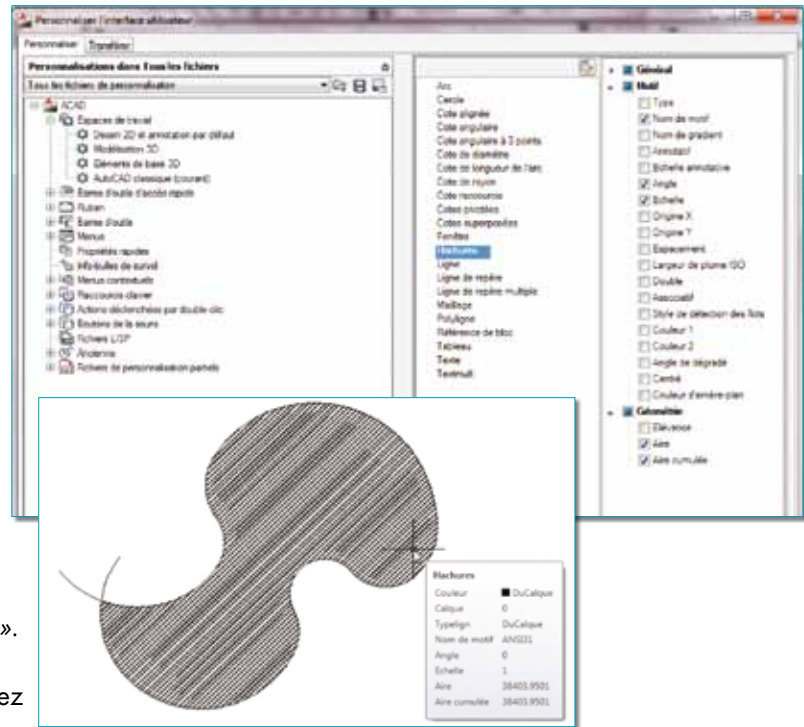 Personnaliser l'interface utilisateur
Personnaliser
Transférer
Personnalisations dans Tous les fichiers
Tous les fichiers de personnalisation
ACAD
Espaces de travail
Dessin 2D et annotation par défaut
Modélisation 3D
Eléments de base 3D
AutoCAD classique (courant)
Barres d'outils d'accès rapide
Ruban
Barres d'outils
Menus
Propriétés rapides
Info-bulles de survol
Menus contextuels
Raccourcis clavier
Actions déclenchées par double-clic
Boutons de la souris
Fichiers LISP
Ancienne
Fichiers de personnalisation partiels
Arc
Cercle
Cote alignée
Cote angulaire
Cote angulaire à 3 points
Cote de diamètre
Cote de longueur de l'arc
Cote de rayon
Cote raccourcie
Cotes pivotées
Cotes superposées
Fenêtre
Hachures
Ligne
Ligne de repère
Ligne de repère multiple
Maillage
Polyligne
Référence de bloc
Tableau
Texte
Textmult
Général
Motif
Type
Nom de motif
Nom de gradient
Annotatif
Echelle annotative
Angle
Echelle
Origine X
Origine Y
Espacement
Largeur de plume ISO
Double
Associatif
Style de détection des îlots
Couleur 1
Couleur 2
Angle de dégradé
Centré
Couleur d'arrière-plan
Géométrie
Elévation
Aire
Aire cumulée
Hachures
Couleur DuCalque
Calque 0
Typelign DuCalque
Nom de motif ANSI31
Angle 0
Echelle 1
Aire 38403.9501
Aire cumulée 38403.9501
».
ez